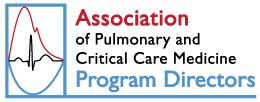 Association
of Pulmonary and
Critical Care Medicine
Program Directors